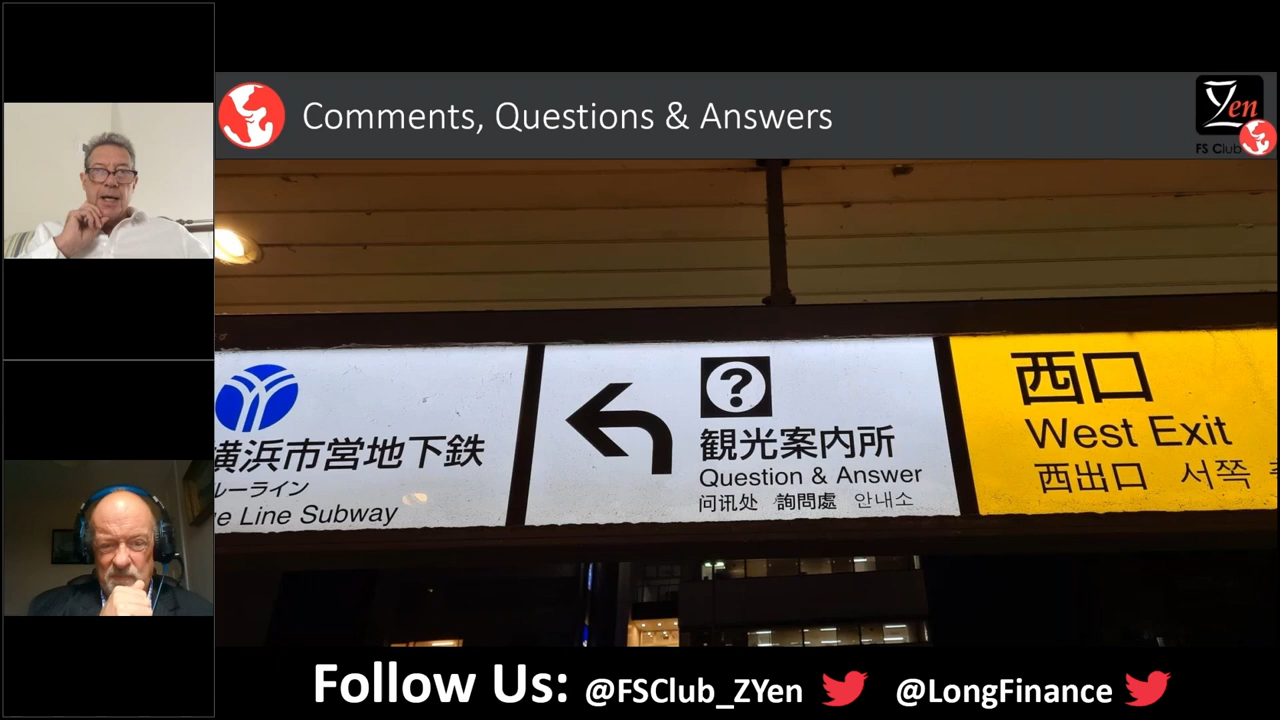 Comments, Questions & Answers
Yen
FS Club
横浜市営地下鉄
ルーライン
e Line Subway
観光案内所
Question & Answer
问讯处 詢問處 안내소
西口
West Exit
西出口 서쪽
Follow Us: @FSClub_ZYen @LongFinance